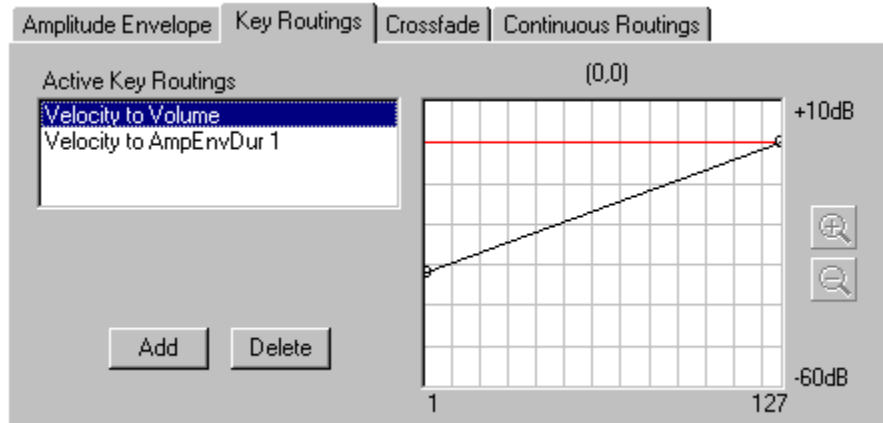 Amplitude Envelope Key Routings Crossfade Continuous Routings
Active Key Routings
(0,0)
Velocity to Volume
Velocity to AmpEnvDur 1
+10dB
Add Delete
-60dB
1 127